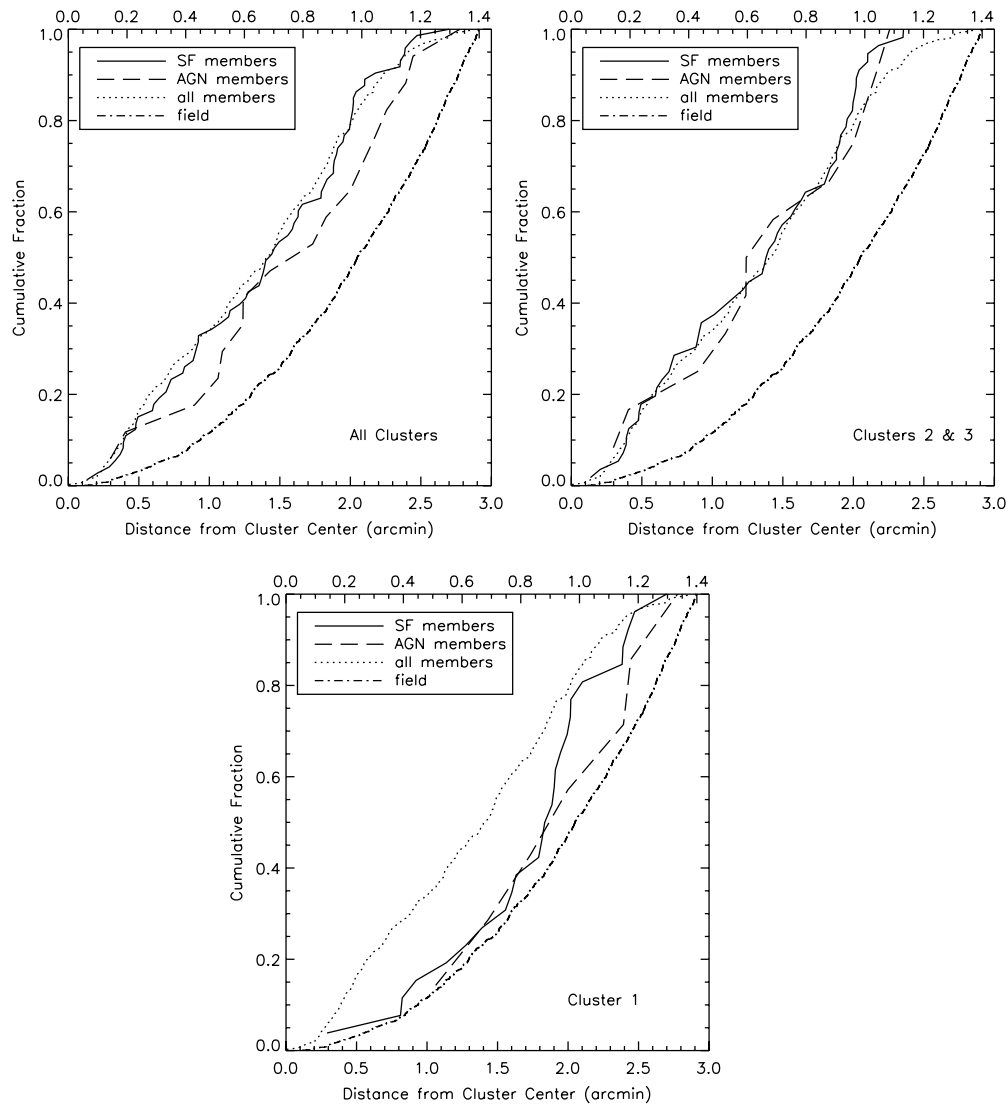 0.0 0.2 0.4 0.6 0.8 1.0 1.2 1.4
1.0
0.8
0.6
0.4
0.2
0.0
Cumulative Fraction
SF members
AGN members
all members
field
All Clusters
0.0 0.5 1.0 1.5 2.0 2.5 3.0
Distance from Cluster Center (arcmin)
0.0 0.2 0.4 0.6 0.8 1.0 1.2 1.4
1.0
0.8
0.6
0.4
0.2
0.0
Cumulative Fraction
SF members
AGN members
all members
field
Clusters 2 & 3
0.0 0.5 1.0 1.5 2.0 2.5 3.0
Distance from Cluster Center (arcmin)
0.0 0.2 0.4 0.6 0.8 1.0 1.2 1.4
1.0
0.8
0.6
0.4
0.2
0.0
Cumulative Fraction
SF members
AGN members
all members
field
Cluster 1
0.0 0.5 1.0 1.5 2.0 2.5 3.0
Distance from Cluster Center (arcmin)